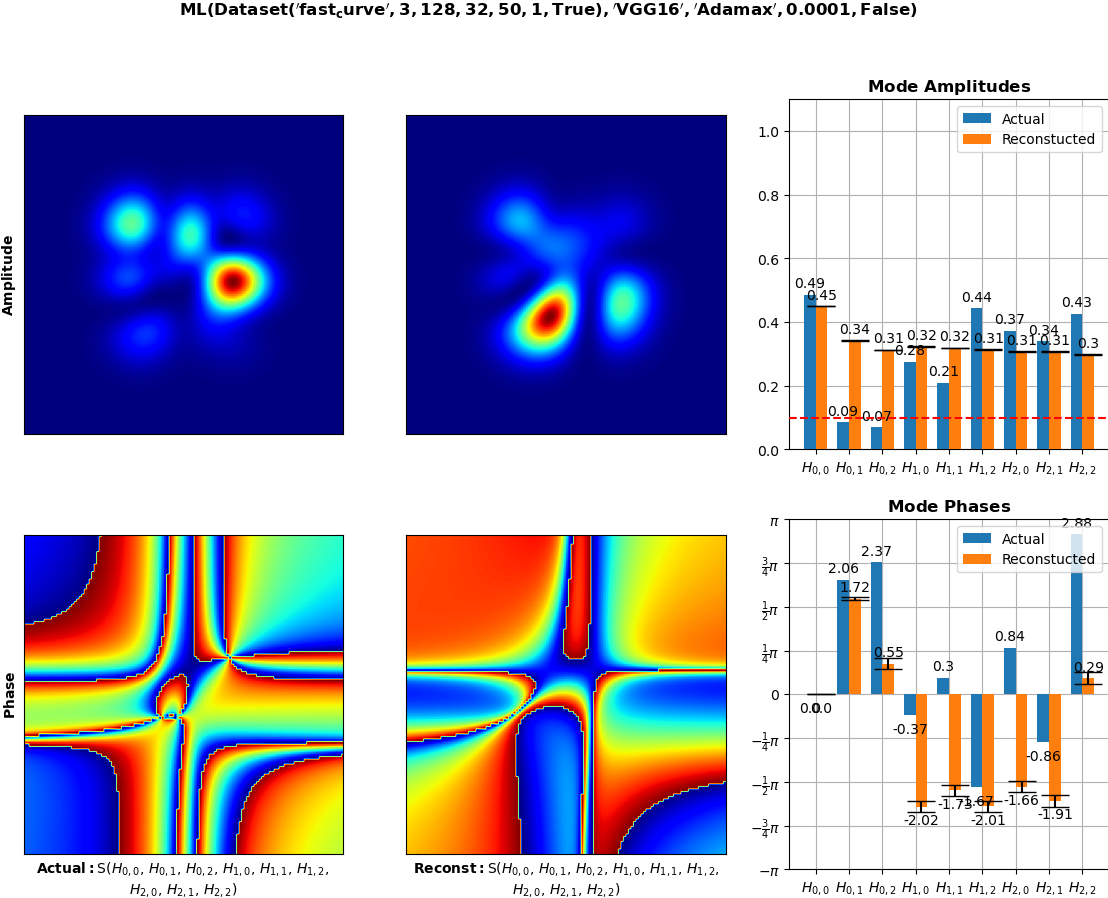 ML(Dataset('fast_curve', 3, 128, 32, 50, 1, True), 'VGG16', 'Adamax', 0.0001, False)
Amplitude
Mode Amplitudes
Actual
Reconstucted
1.0
0.8
0.6
0.4
0.2
0.0
0.49
0.45
0.09
0.34
0.07
0.31
0.28
0.32
0.21
0.32
0.44
0.31
0.37
0.31
0.34
0.31
0.43
0.3
H0,0 H0,1 H0,2 H1,0 H1,1 H1,2 H2,0 H2,1 H2,2
Phase
Mode Phases
Actual
Reconstucted
π
3/4π
1/2π
1/4π
0
−1/4π
−1/2π
−3/4π
−π
0.0
2.06
1.72
2.37
0.55
-0.37
-2.02
0.3
-1.73
-1.67
-2.01
0.84
-1.66
-0.86
-1.91
2.88
0.29
H0,0 H0,1 H0,2 H1,0 H1,1 H1,2 H2,0 H2,1 H2,2
Actual: S(H0,0, H0,1, H0,2, H1,0, H1,1, H1,2,
H2,0, H2,1, H2,2)
Reconst: S(H0,0, H0,1, H0,2, H1,0, H1,1, H1,2,
H2,0, H2,1, H2,2)